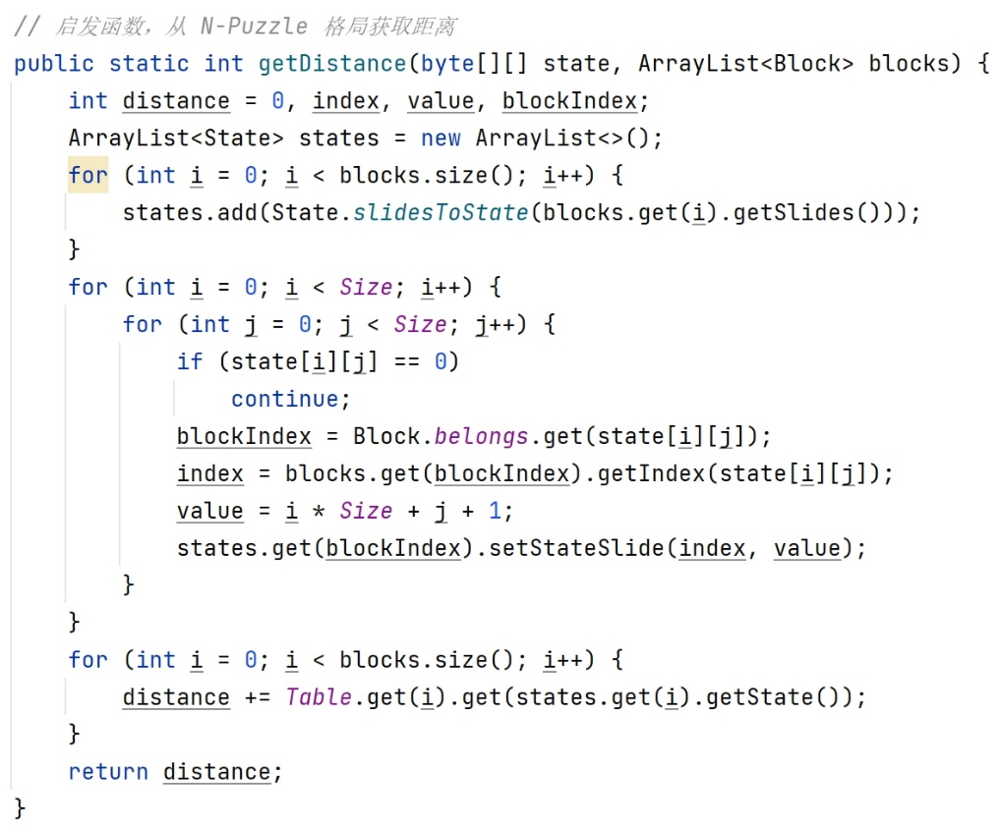 // 启发函数，从 N-Puzzle 格局获取距离
public static int getDistance(byte[][] state, ArrayList<Block> blocks) {
    int distance = 0, index, value, blockIndex;
    ArrayList<State> states = new ArrayList<>();
    for (int i = 0; i < blocks.size(); i++) {
        states.add(State.slidesToState(blocks.get(i).getSlides()));
    }
    for (int i = 0; i < Size; i++) {
        for (int j = 0; j < Size; j++) {
            if (state[i][j] == 0)
                continue;
            blockIndex = Block.belongs.get(state[i][j]);
            index = blocks.get(blockIndex).getIndex(state[i][j]);
            value = i * Size + j + 1;
            states.get(blockIndex).setStateSlide(index, value);
        }
    }
    for (int i = 0; i < blocks.size(); i++) {
        distance += Table.get(i).get(states.get(i).getState());
    }
    return distance;
}